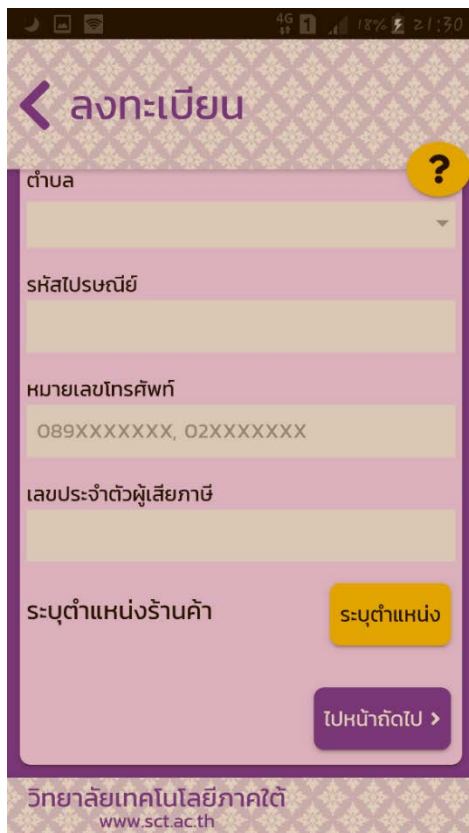 4G 1 18% 21:30
ลงทะเบียน
?
ตำบล
รหัสไปรษณีย์
หมายเลขโทรศัพท์
089XXXXXXX, 02XXXXXXX
เลขประจำตัวผู้เสียภาษี
ระบุตำแหน่งร้านค้า ระบุตำแหน่ง
ไปหน้าถัดไป >
วิทยาลัยเทคโนโลยีภาคใต้
www.sct.ac.th